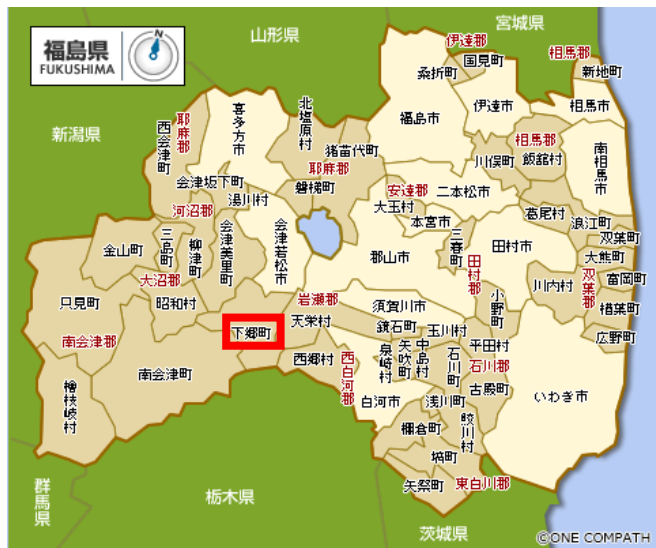 福島県
FUKUSHIMA
山形県
宮城県
新潟県
群馬県
栃木県
茨城県
伊達郡
国見町
桑折町
相馬郡
新地町
相馬市
伊達市
福島市
北塩原村
喜多方市
耶麻郡
西会津町
猪苗代町
耶麻郡
磐梯町
川俣町
相馬郡
飯舘村
南相馬市
会津坂下町
湯川村
安達郡
大玉村
二本松市
本宮市
葛尾村
浪江町
双葉町
大熊町
富岡町
双葉郡
楢葉町
広野町
川内村
田村市
三春町
田村郡
小野町
郡山市
会津若松市
河沼郡
会津美里町
柳津町
三島町
金山町
大沼郡
昭和村
只見町
南会津郡
檜枝岐村
南会津町
下郷町
岩瀬郡
天栄村
須賀川市
鏡石町
玉川村
平田村
石川郡
石川町
古殿町
西郷村
西白河郡
泉崎村
矢吹町
中島村
白河市
浅川町
鮫川村
棚倉町
塙町
矢祭町
東白川郡
いわき市
©ONE COMPATH